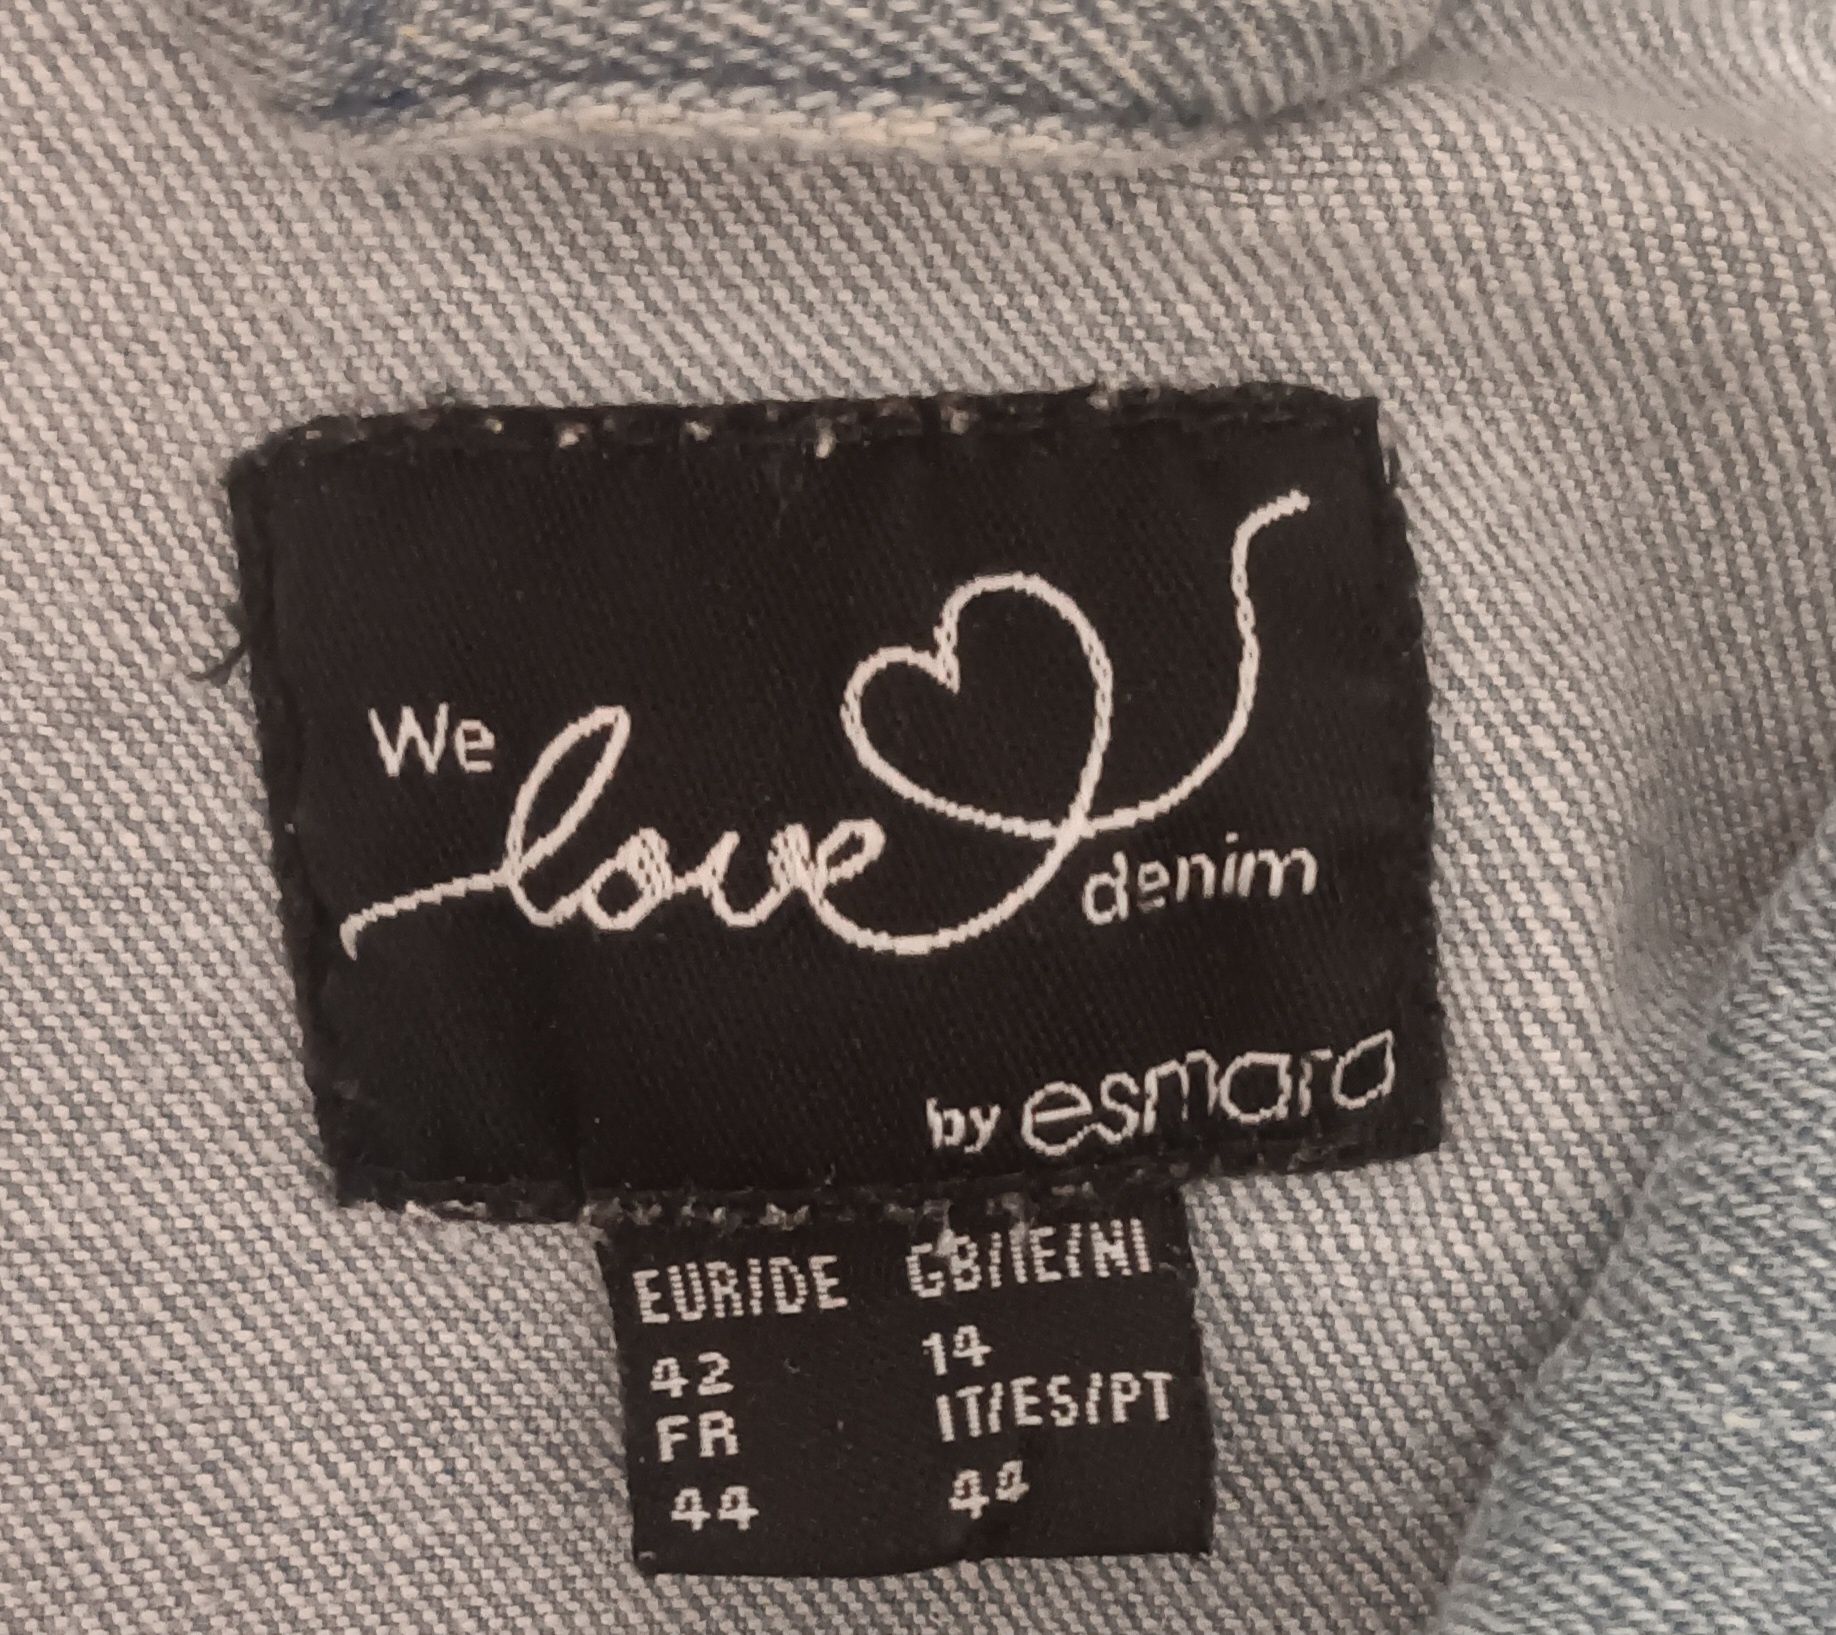 We
love
denim
by esmara
EUR/DE GB/IE/NI
42 14
FR IT/ES/PT
44 44